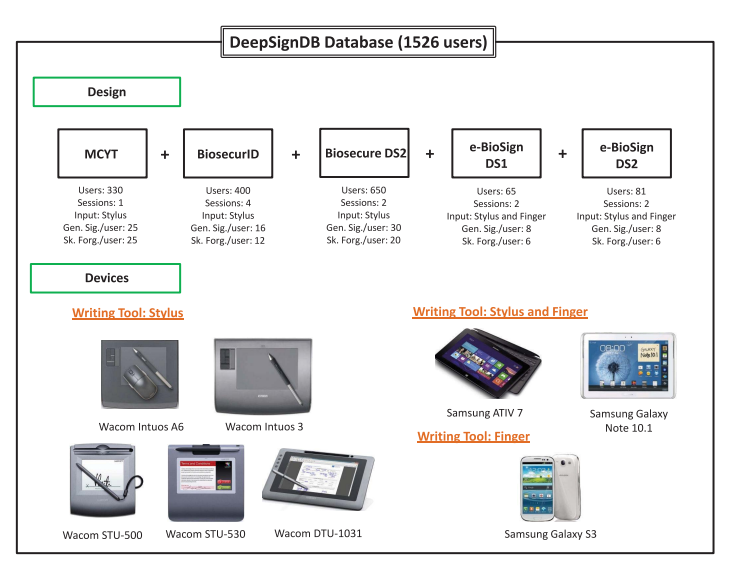 DeepSignDB Database (1526 users)
Design
MCYT + BiosecurID + Biosecure DS2 + e-BioSign DS1 + e-BioSign DS2
Users: 330
Sessions: 1
Input: Stylus
Gen. Sig./user: 25
Sk. Forg./user: 25
Users: 400
Sessions: 4
Input: Stylus
Gen. Sig./user: 16
Sk. Forg./user: 12
Users: 650
Sessions: 2
Input: Stylus
Gen. Sig./user: 30
Sk. Forg./user: 20
Users: 65
Sessions: 2
Input: Stylus and Finger
Gen. Sig./user: 8
Sk. Forg./user: 6
Users: 81
Sessions: 2
Input: Stylus and Finger
Gen. Sig./user: 8
Sk. Forg./user: 6
Devices
Writing Tool: Stylus
Wacom Intuos A6
Wacom Intuos 3
Wacom STU-500
Wacom STU-530
Wacom DTU-1031
Writing Tool: Stylus and Finger
Samsung ATIV 7
Samsung Galaxy
Note 10.1
Writing Tool: Finger
Samsung Galaxy S3